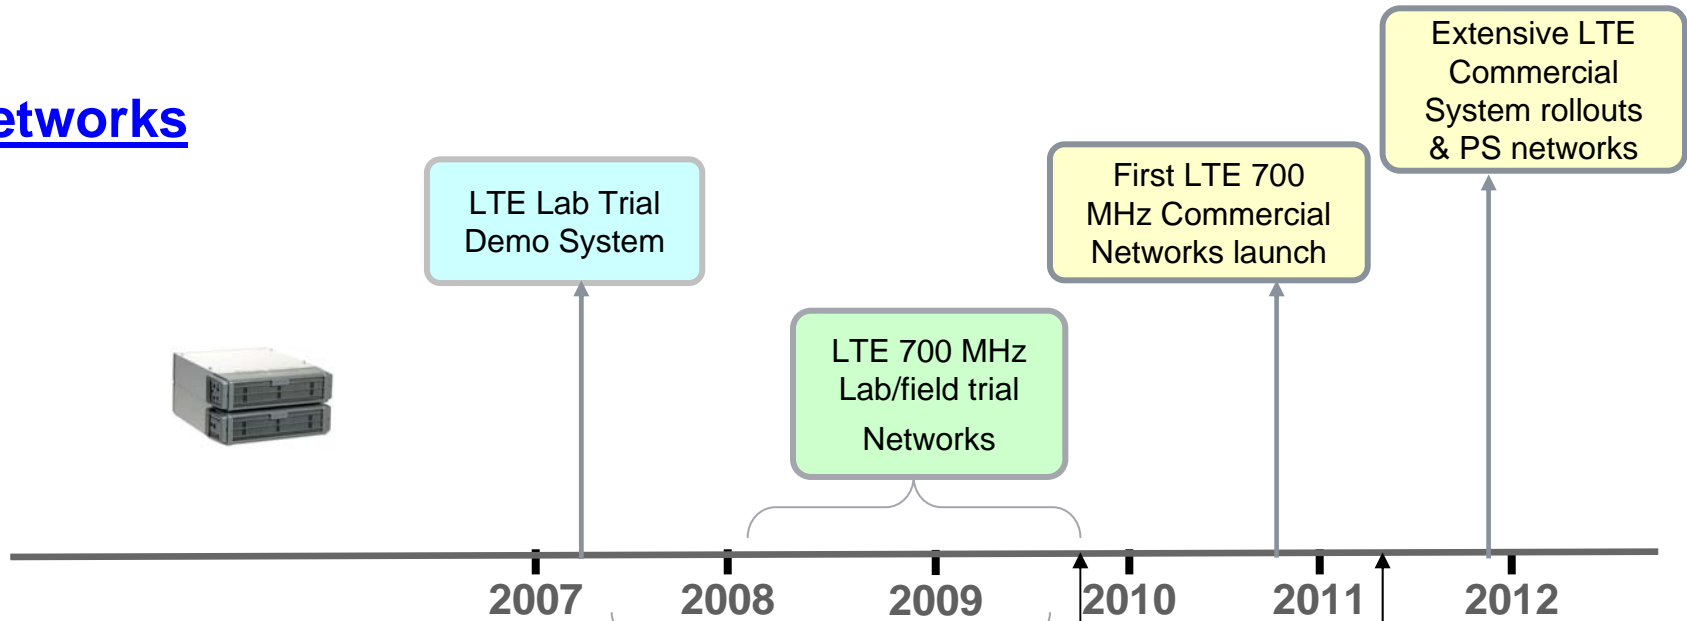 etworks
Extensive LTE
Commercial
System rollouts
& PS networks
First LTE 700
MHz Commercial
Networks launch
LTE Lab Trial
Demo System
LTE 700 MHz
Lab/field trial
Networks
2007 2008 2009 2010 2011 2012